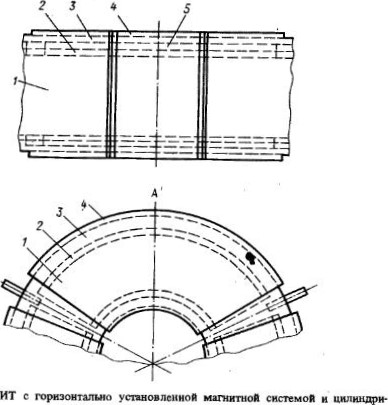 2 3 4 5
1
A'
4
3
2
1
ИТ с горизонтально установленной магнитной системой и цилиндри-